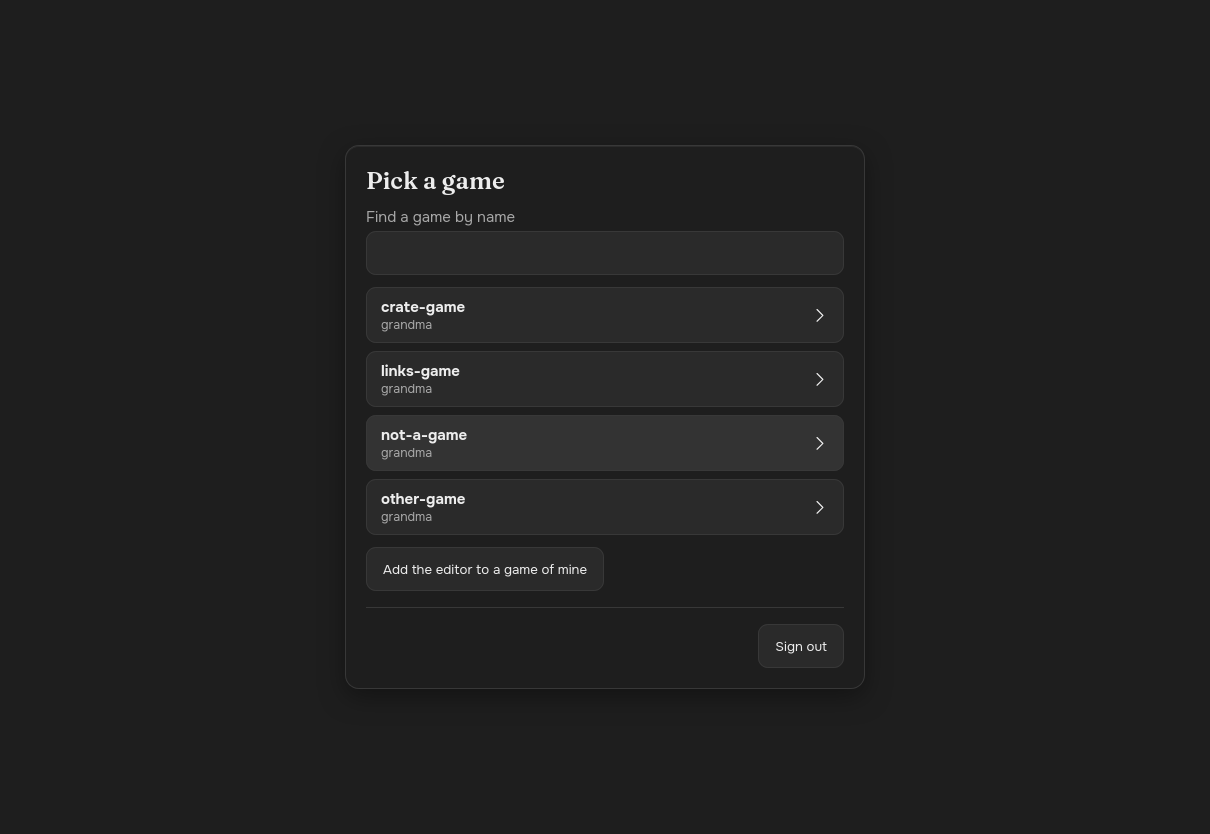 Pick a game
Find a game by name
crate-game
grandma
links-game
grandma
not-a-game
grandma
other-game
grandma
Add the editor to a game of mine
Sign out